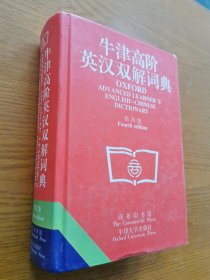 牛津高阶
英汉双解词典
OXFORD
ADVANCED LEARNER'S
ENGLISH-CHINESE
DICTIONARY
第四版
Fourth edition
商务印书馆
The Commercial Press
牛津大学出版社
Oxford University Press
牛津高阶英汉双解词典